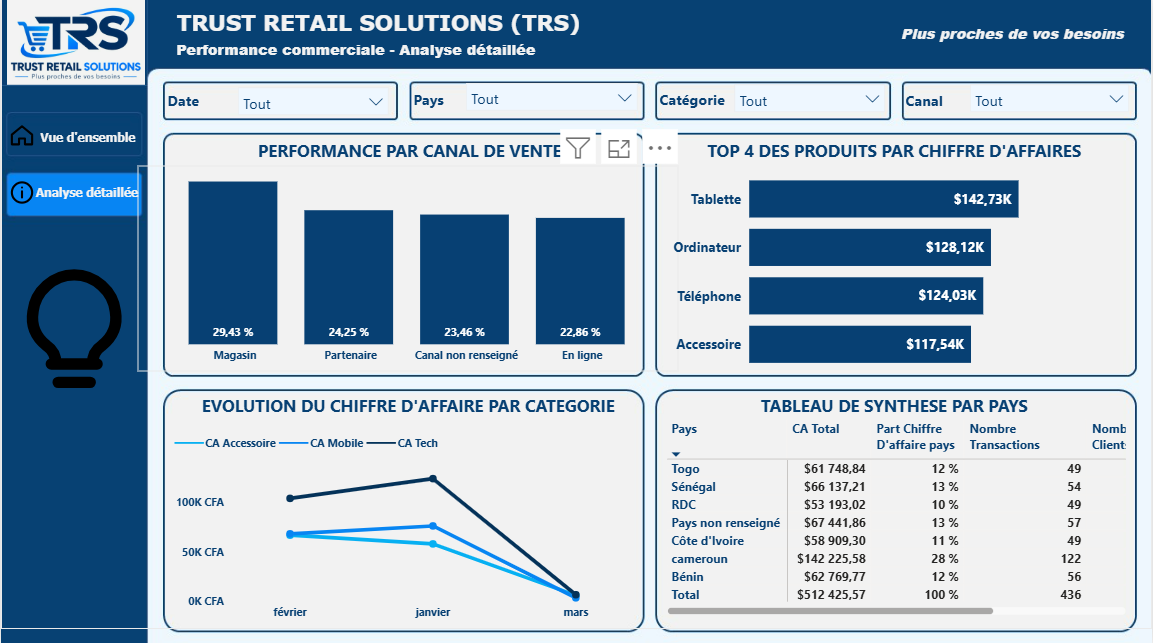 TRS
TRUST RETAIL SOLUTIONS
Plus proches de vos besoins
TRUST RETAIL SOLUTIONS (TRS)
Performance commerciale - Analyse détaillée
Plus proches de vos besoins
Date Tout
Pays Tout
Catégorie Tout
Canal Tout
Vue d'ensemble
Analyse détaillée
PERFORMANCE PAR CANAL DE VENTE
29,43 % 24,25 % 23,46 % 22,86 %
Magasin Partenaire Canal non renseigné En ligne
TOP 4 DES PRODUITS PAR CHIFFRE D'AFFAIRES
Tablette $142,73K
Ordinateur $128,12K
Téléphone $124,03K
Accessoire $117,54K
EVOLUTION DU CHIFFRE D'AFFAIRE PAR CATEGORIE
CA Accessoire CA Mobile CA Tech
100K CFA
50K CFA
0K CFA
février janvier mars
TABLEAU DE SYNTHESE PAR PAYS
Pays CA Total Part Chiffre Nombre Nomb
D'affaire pays Transactions Client
Togo $61 748,84 12 % 49
Sénégal $66 137,21 13 % 54
RDC $53 193,02 10 % 49
Pays non renseigné $67 441,86 13 % 57
Côte d'Ivoire $58 909,30 11 % 49
cameroun $142 225,58 28 % 122
Bénin $62 769,77 12 % 56
Total $512 425,57 100 % 436